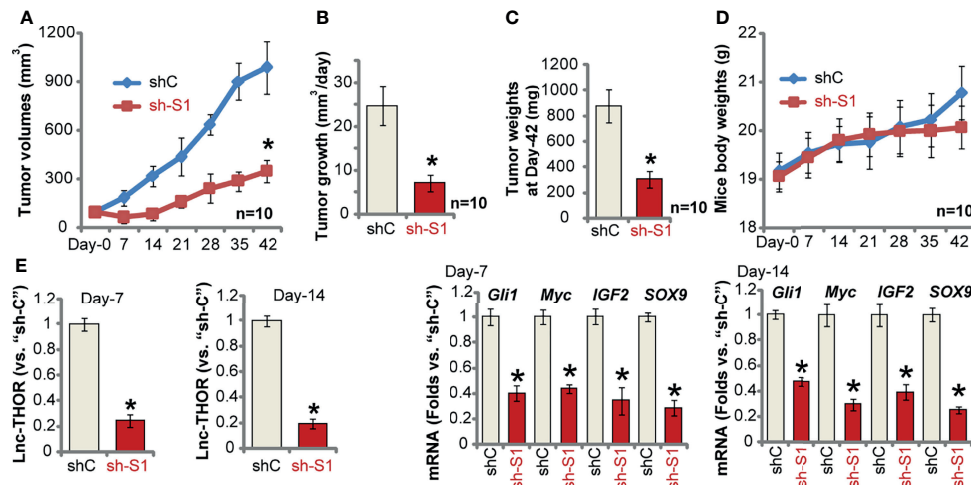 A
Tumor volumes (mm3)
1200
900
600
300
0
shC
sh-S1
*
n=10
Day-0 7 14 21 28 35 42
B
Tumor growth (mm3/day)
35
30
25
20
15
10
5
0
*
n=10
shC sh-S1
C
Tumor weights
at Day-42 (mg)
1200
1000
800
600
400
200
0
*
n=10
shC sh-S1
D
Mice body weights (g)
22
21
20
19
18
shC
sh-S1
n=10
Day-0 7 14 21 28 35 42
E
Lnc-THOR (vs. “sh-C”)
Day-7
1.2
1
0.8
0.6
0.4
0.2
0
*
shC sh-S1
Lnc-THOR (vs. “sh-C”)
Day-14
1.2
1
0.8
0.6
0.4
0.2
0
*
shC sh-S1
mRNA (Folds vs. “sh-C”)
Day-7
Gli1 Myc IGF2 SOX9
1.2
1
0.8
0.6
0.4
0.2
0
* * * *
shC sh-S1 shC sh-S1 shC sh-S1 shC sh-S1
mRNA (Folds vs. “sh-C”)
Day-14
Gli1 Myc IGF2 SOX9
1.2
1
0.8
0.6
0.4
0.2
0
* * * *
shC sh-S1 shC sh-S1 shC sh-S1 shC sh-S1